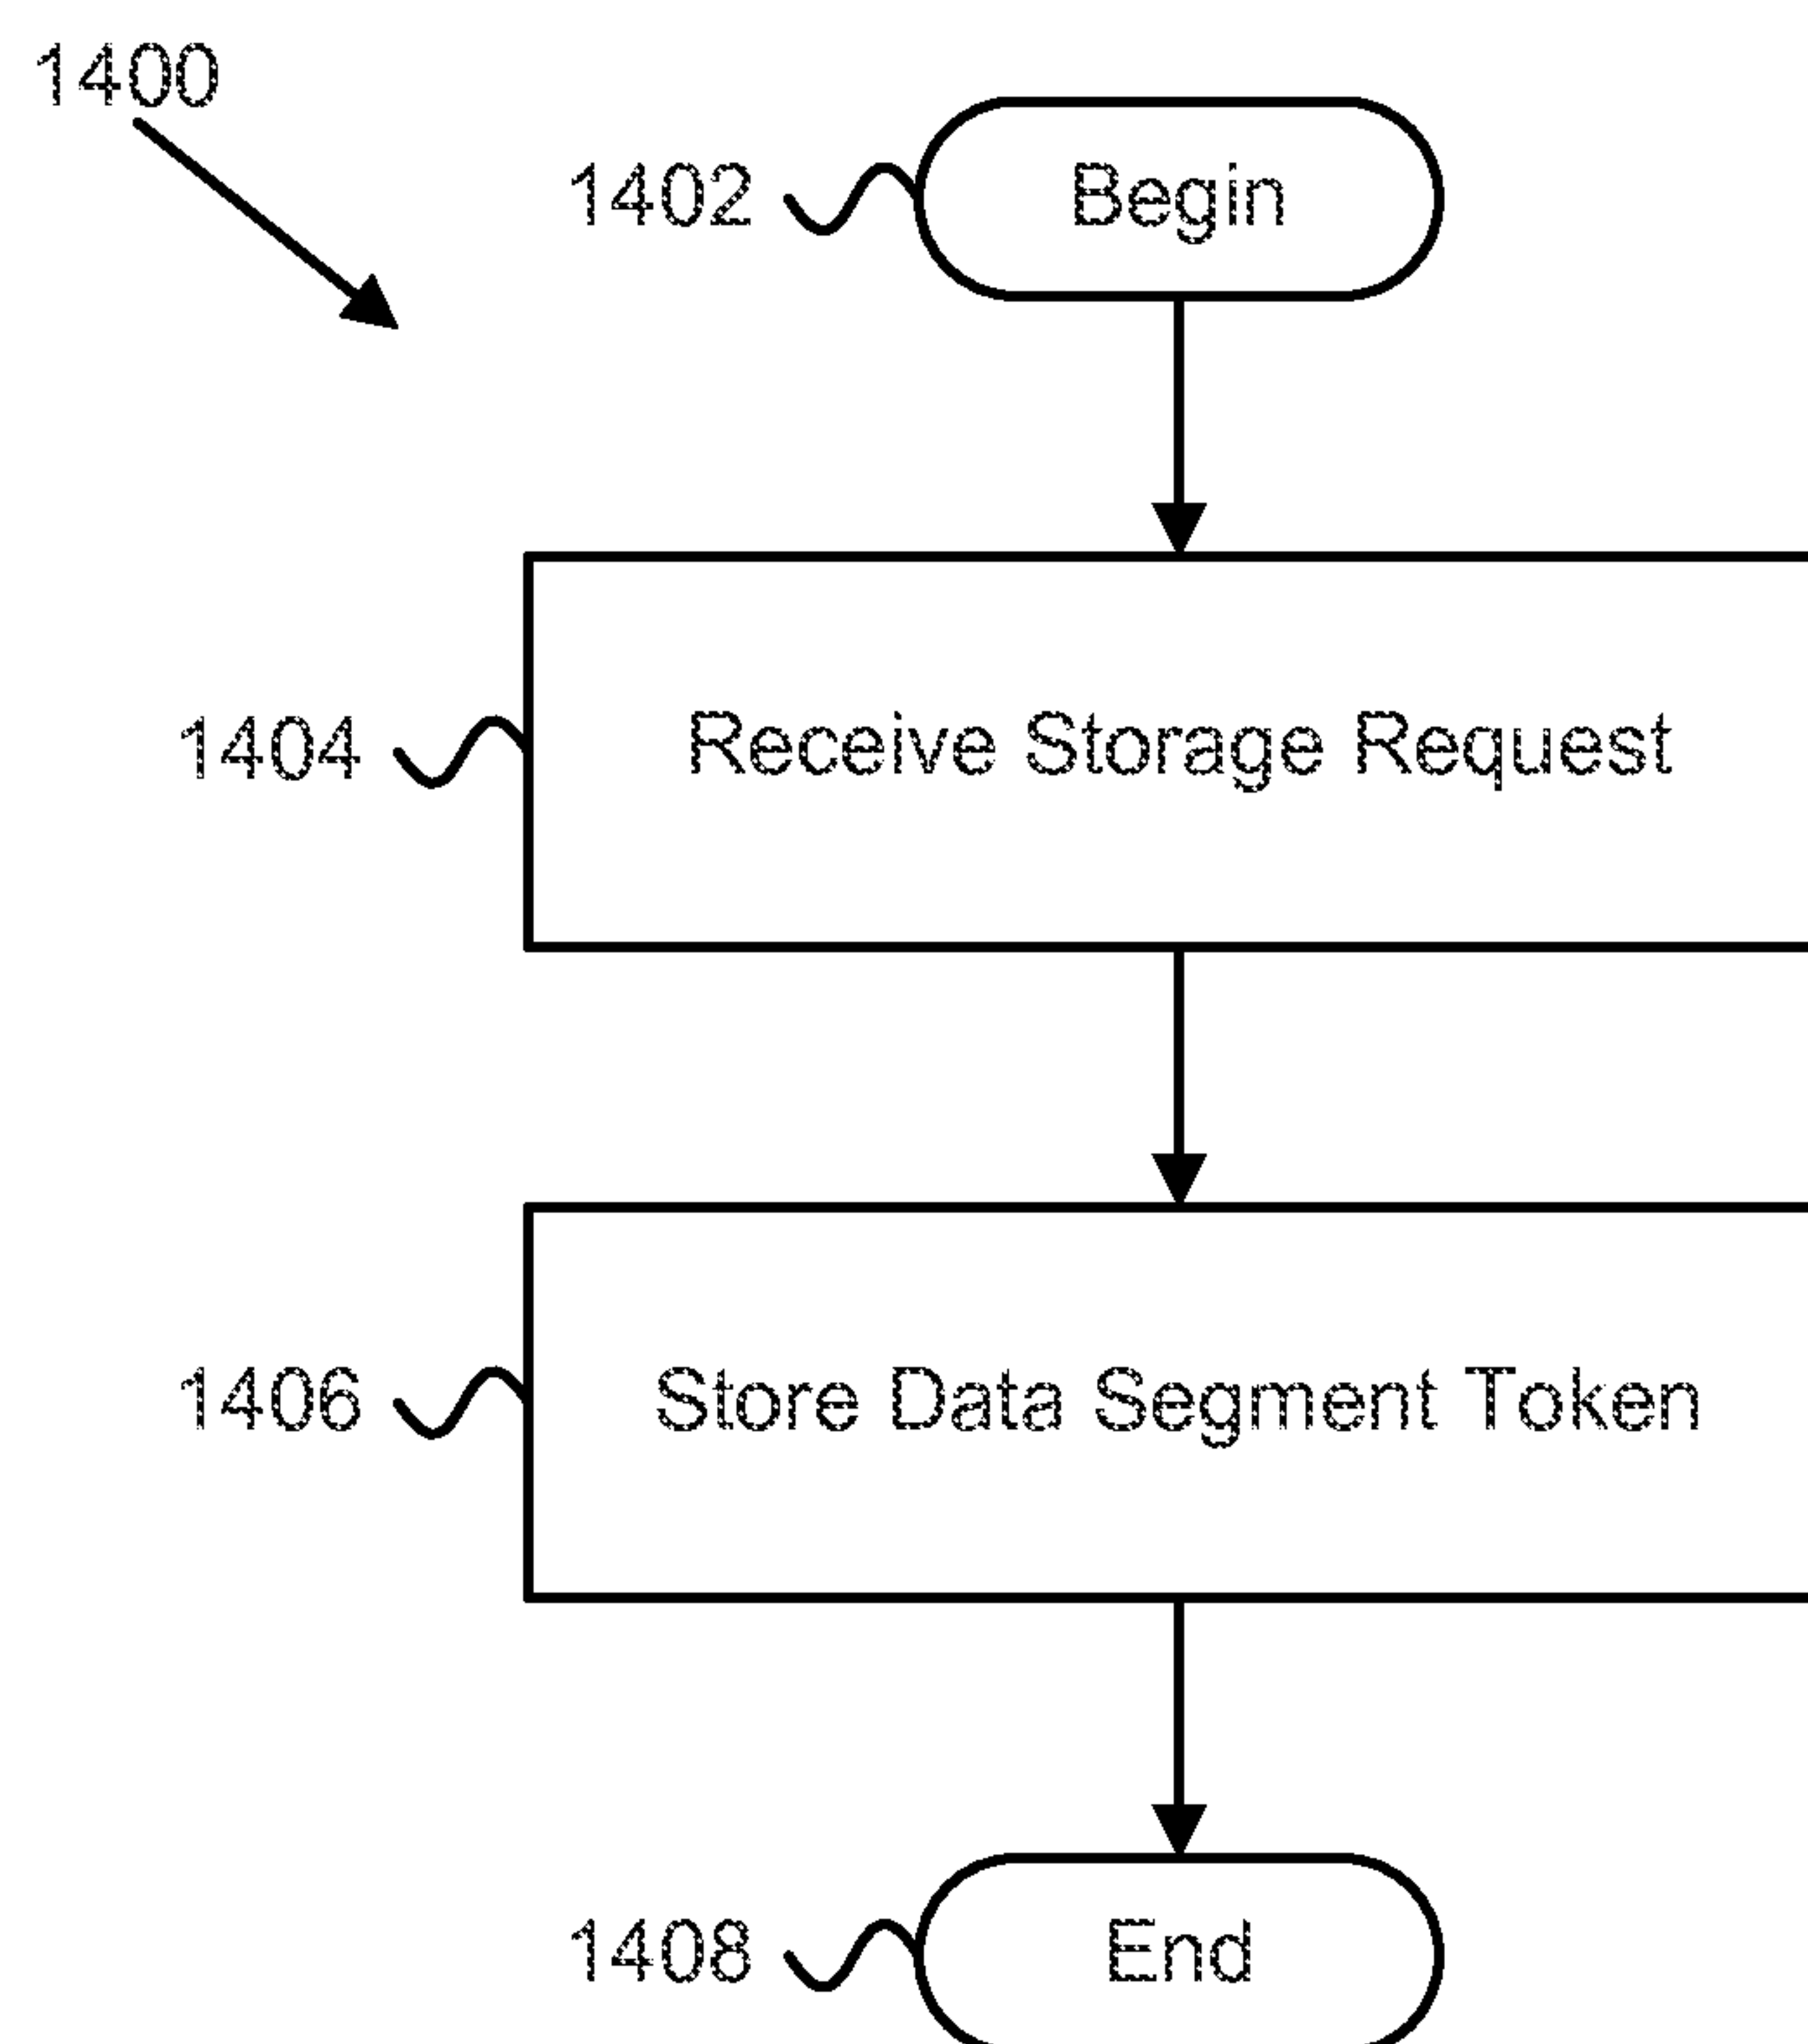 1400
1402 Begin
1404 Receive Storage Request
1406 Store Data Segment Token
1408 End